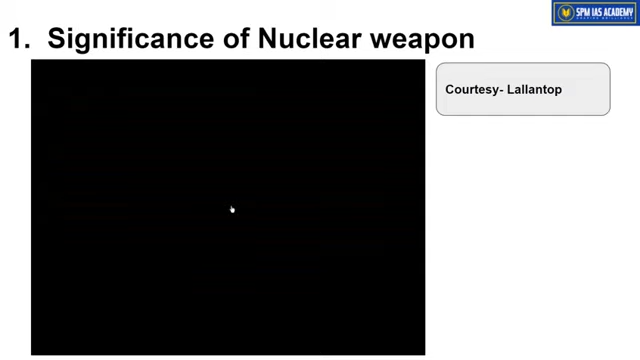 SPM IAS ACADEMY
1. Significance of Nuclear weapon
Courtesy- Lallantop